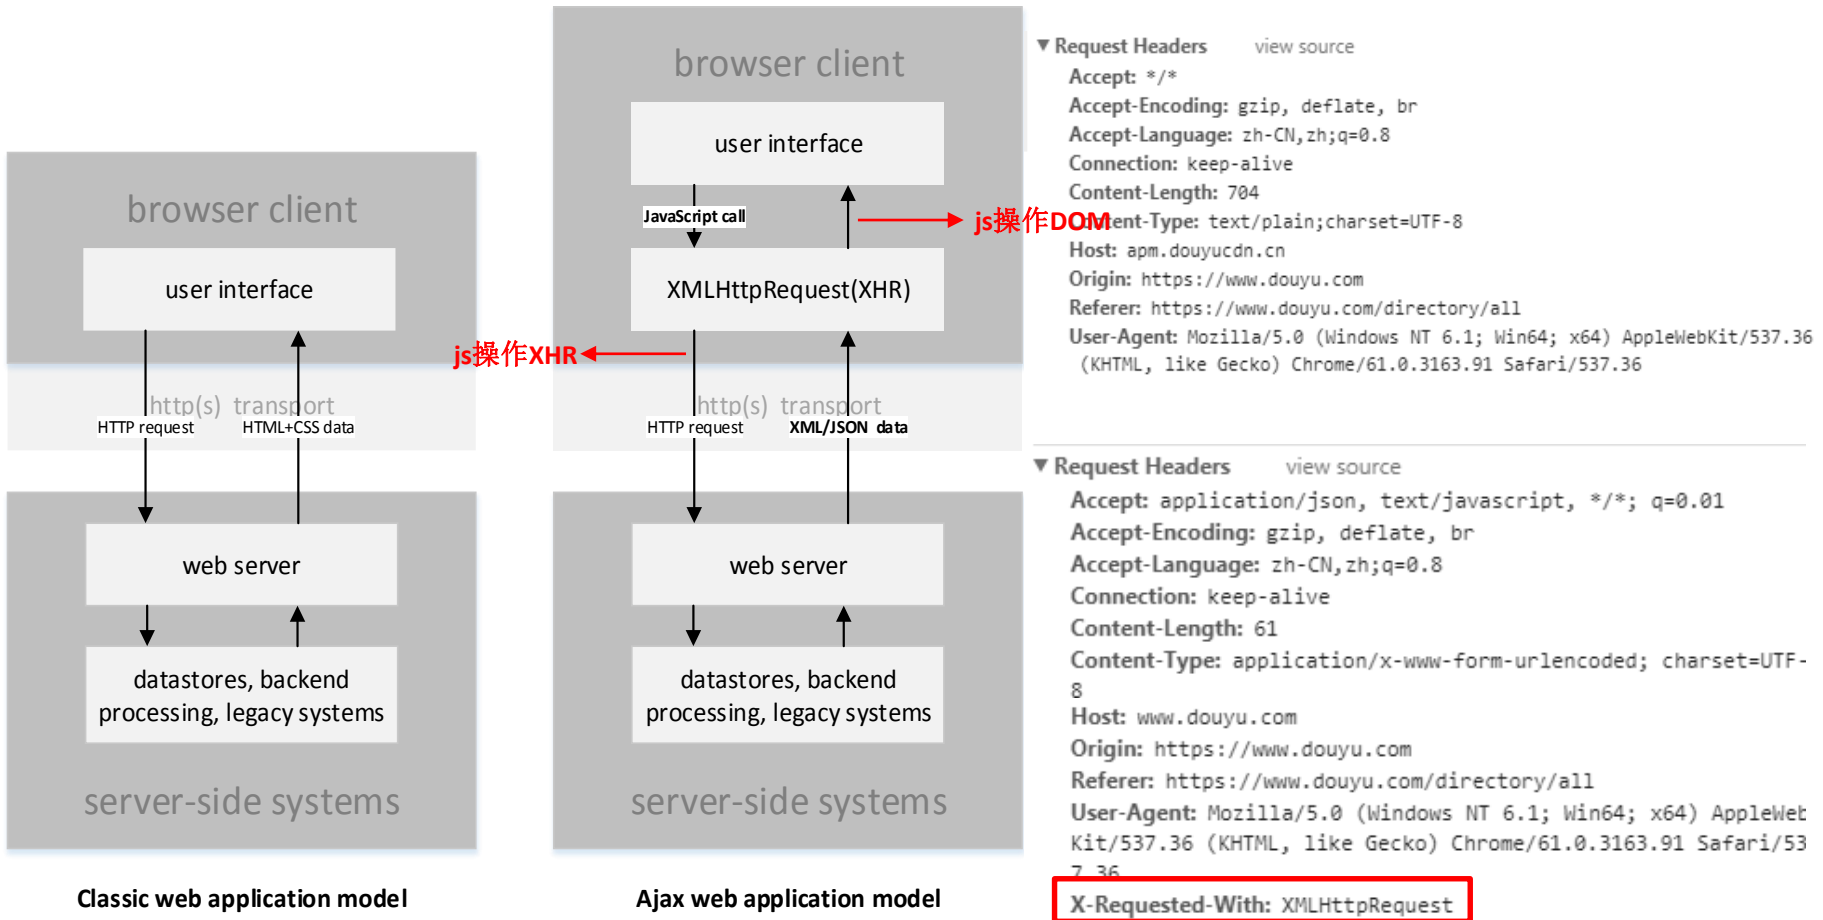 browser client
user interface
http(s) transport
HTTP request
HTML+CSS data
web server
datastores, backend
processing, legacy systems
server-side systems
Classic web application model
browser client
user interface
JavaScript call
js操作DOM
XMLHttpRequest(XHR)
js操作XHR
http(s) transport
HTTP request
XML/JSON data
web server
datastores, backend
processing, legacy systems
server-side systems
Ajax web application model
Request Headers view source
Accept: */*
Accept-Encoding: gzip, deflate, br
Accept-Language: zh-CN,zh;q=0.8
Connection: keep-alive
Content-Length: 704
Content-Type: text/plain;charset=UTF-8
Host: apm.douyucdn.cn
Origin: https://www.douyu.com
Referer: https://www.douyu.com/directory/all
User-Agent: Mozilla/5.0 (Windows NT 6.1; Win64; x64) AppleWebKit/537.36
(KHTML, like Gecko) Chrome/61.0.3163.91 Safari/537.36
Request Headers view source
Accept: application/json, text/javascript, */*; q=0.01
Accept-Encoding: gzip, deflate, br
Accept-Language: zh-CN,zh;q=0.8
Connection: keep-alive
Content-Length: 61
Content-Type: application/x-www-form-urlencoded; charset=UTF-
8
Host: www.douyu.com
Origin: https://www.douyu.com
Referer: https://www.douyu.com/directory/all
User-Agent: Mozilla/5.0 (Windows NT 6.1; Win64; x64) AppleWeb
Kit/537.36 (KHTML, like Gecko) Chrome/61.0.3163.91 Safari/53
7.36
X-Requested-With: XMLHttpRequest